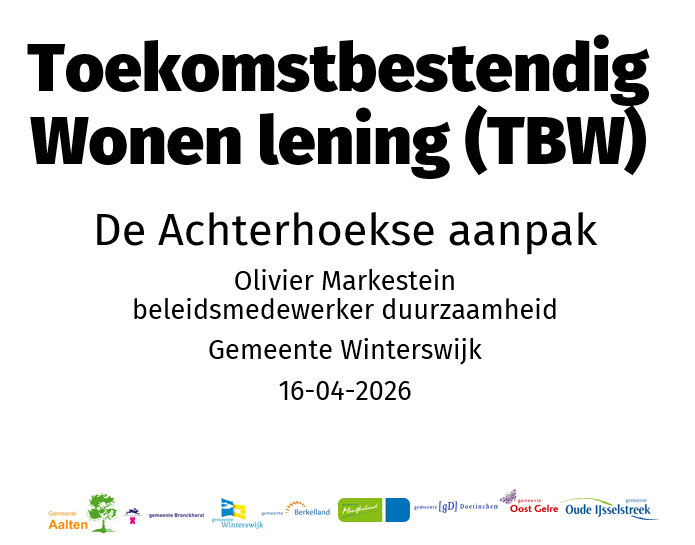 Toekomstbestendig
Wonen lening (TBW)
De Achterhoekse aanpak
Olivier Markestein
beleidsmedewerker duurzaamheid
Gemeente Winterswijk
16-04-2026
Gemeente
Aalten
gemeente Bronckhorst
gemeente
Winterswijk
gemeente Berkelland
Montferland
gemeente [gD] Doetinchem
gemeente
Oost Gelre
gemeente
Oude IJsselstreek